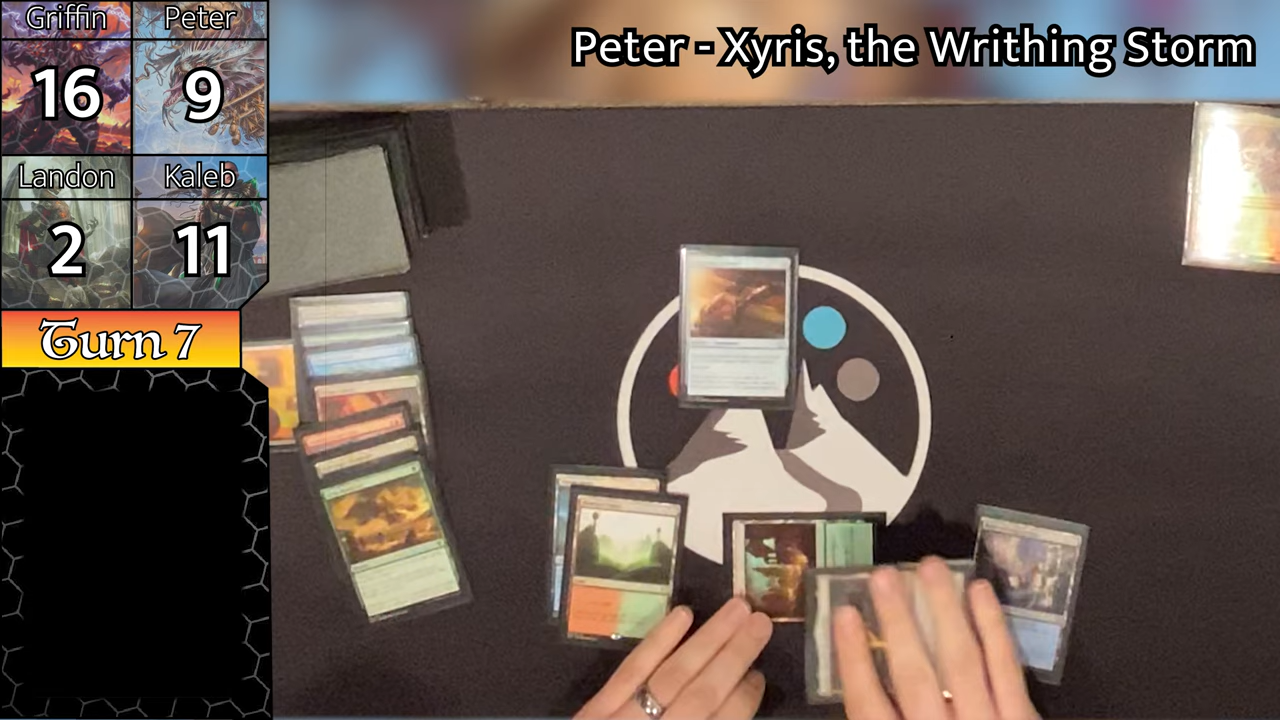 Griffin Peter
16 9
Landon Kaleb
2 11
Turn 7
Peter - Xyris, the Writhing Storm